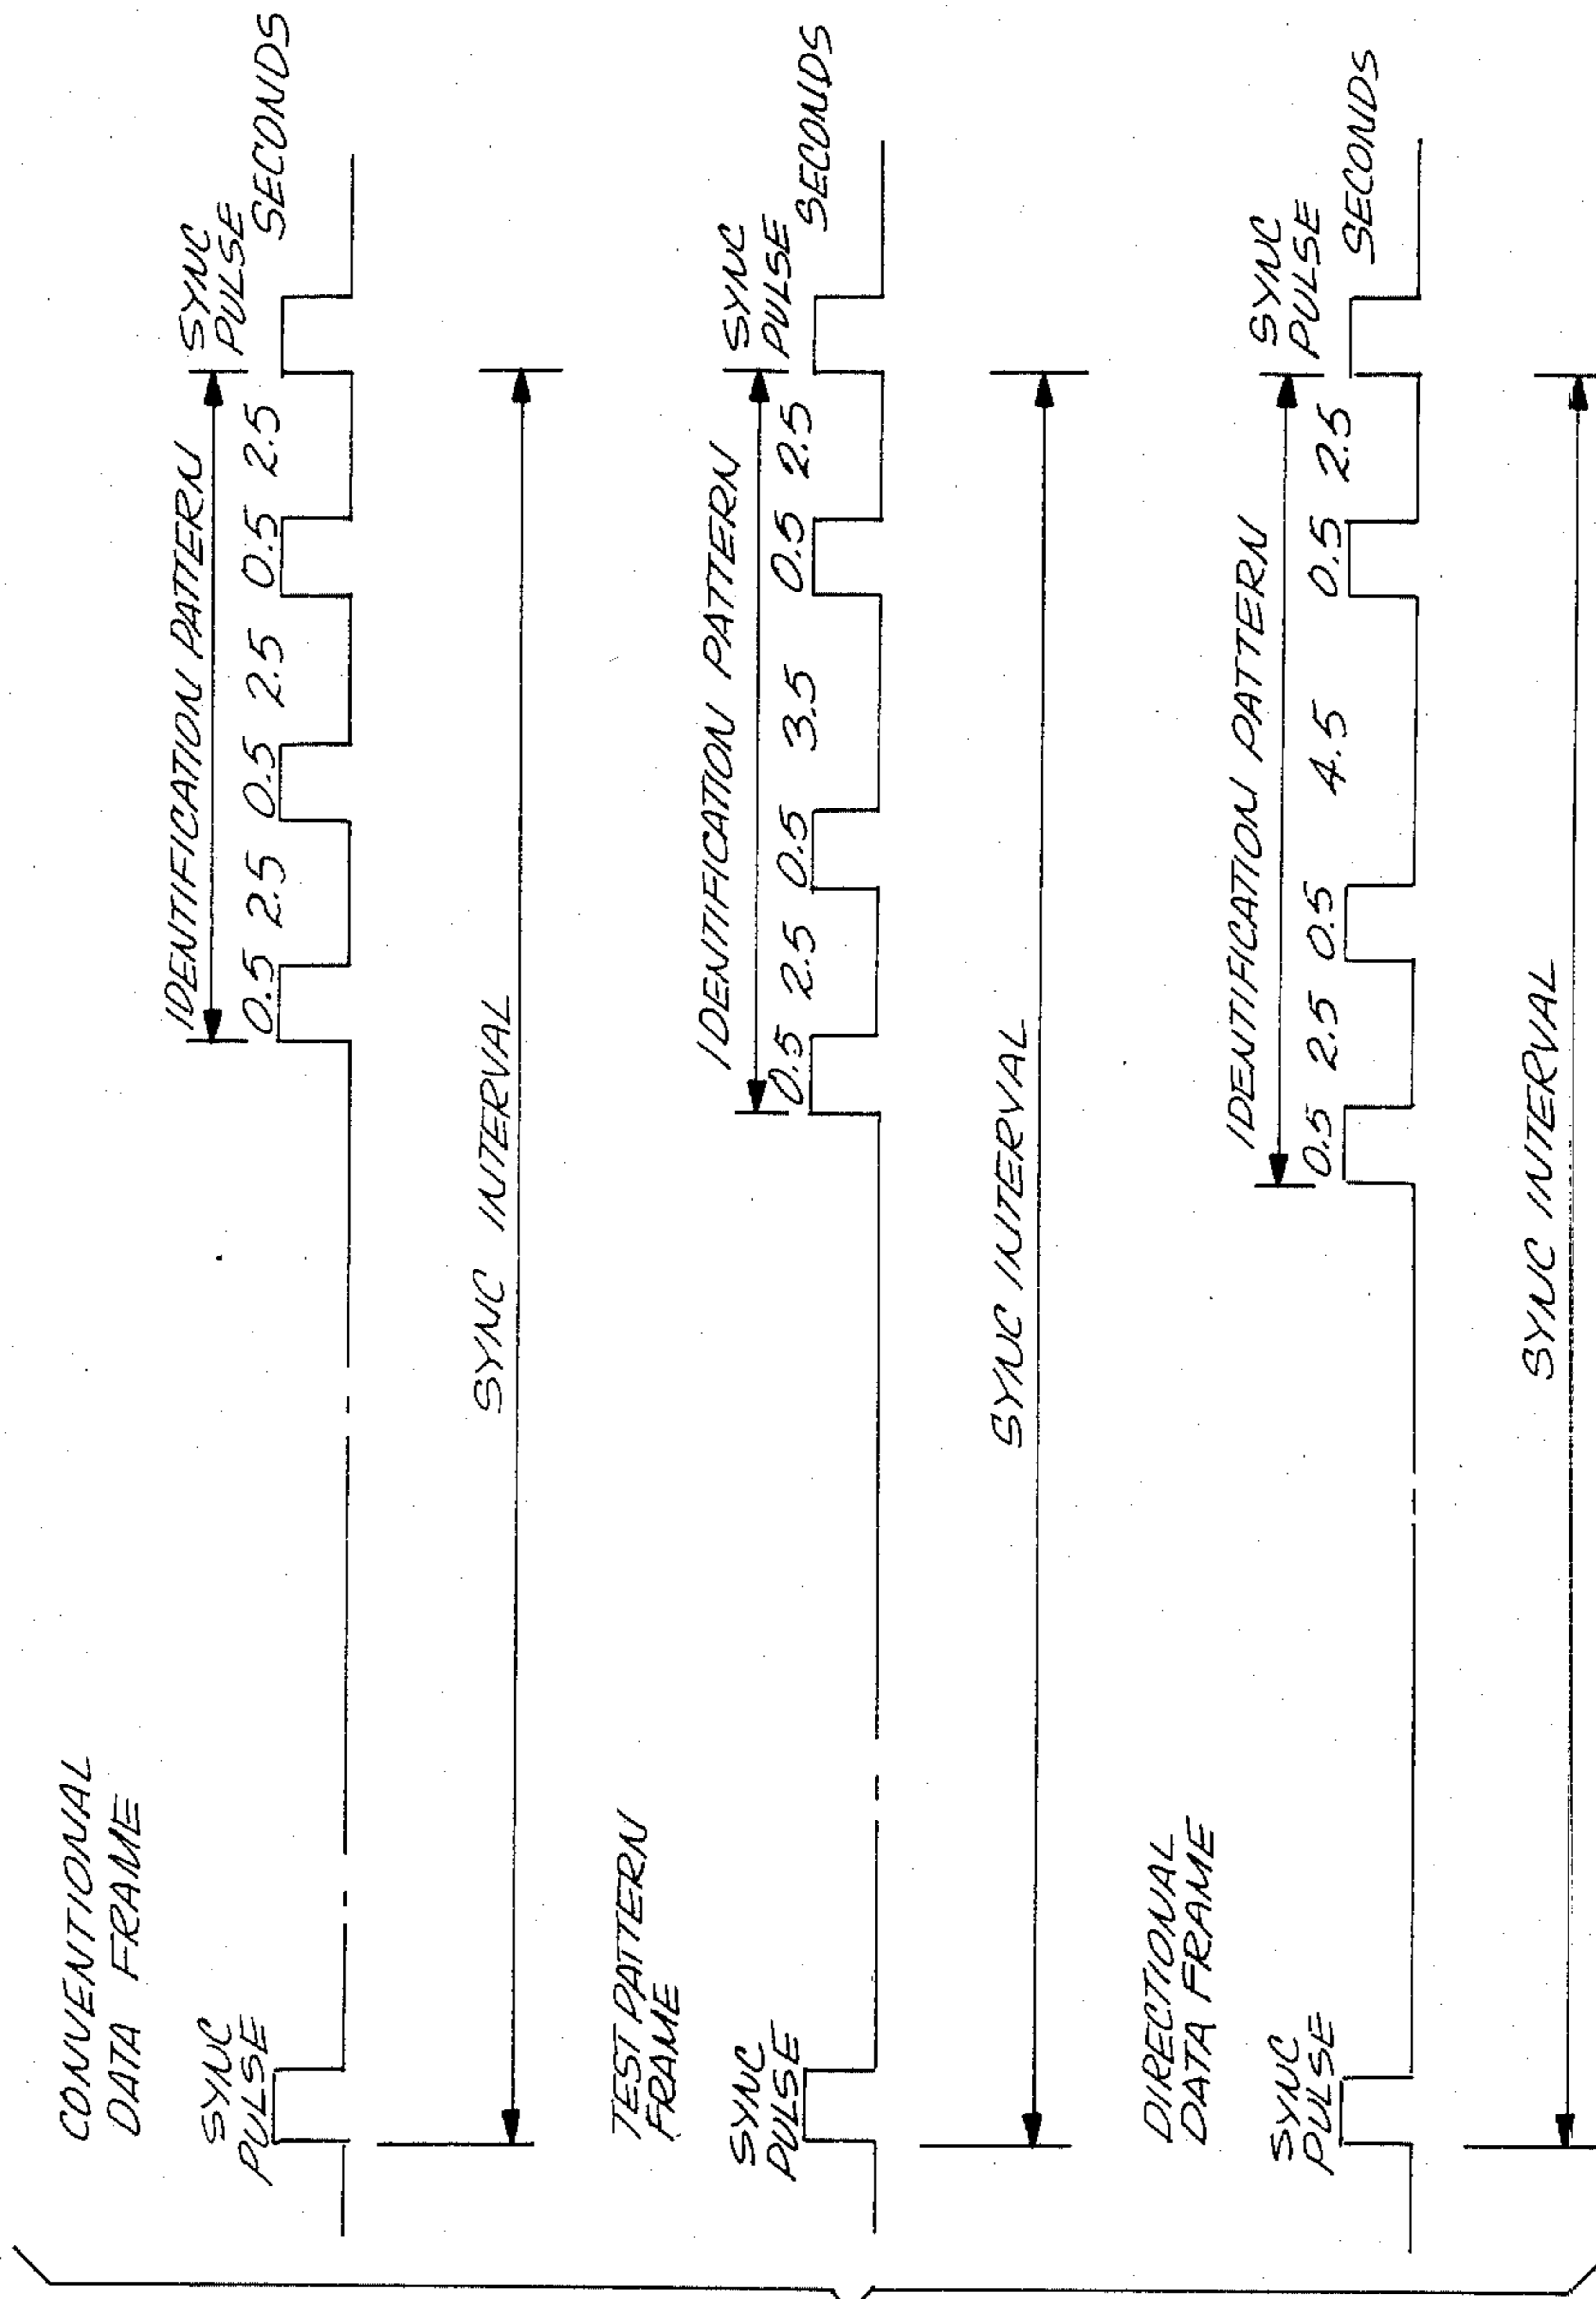 CONVENTIONAL
DATA FRAME
SYNC
PULSE
IDENTIFICATION PATTERN
0.5 2.5 0.5 2.5 0.5 2.5
SYNC
PULSE
SECONDS
SYNC INTERVAL
TEST PATTERN
FRAME
SYNC
PULSE
IDENTIFICATION PATTERN
0.5 2.5 0.5 3.5 0.5 2.5
SYNC
PULSE
SECONDS
SYNC INTERVAL
DIRECTIONAL
DATA FRAME
SYNC
PULSE
IDENTIFICATION PATTERN
0.5 2.5 0.5 4.5 0.5 2.5
SYNC
PULSE
SECONDS
SYNC INTERVAL